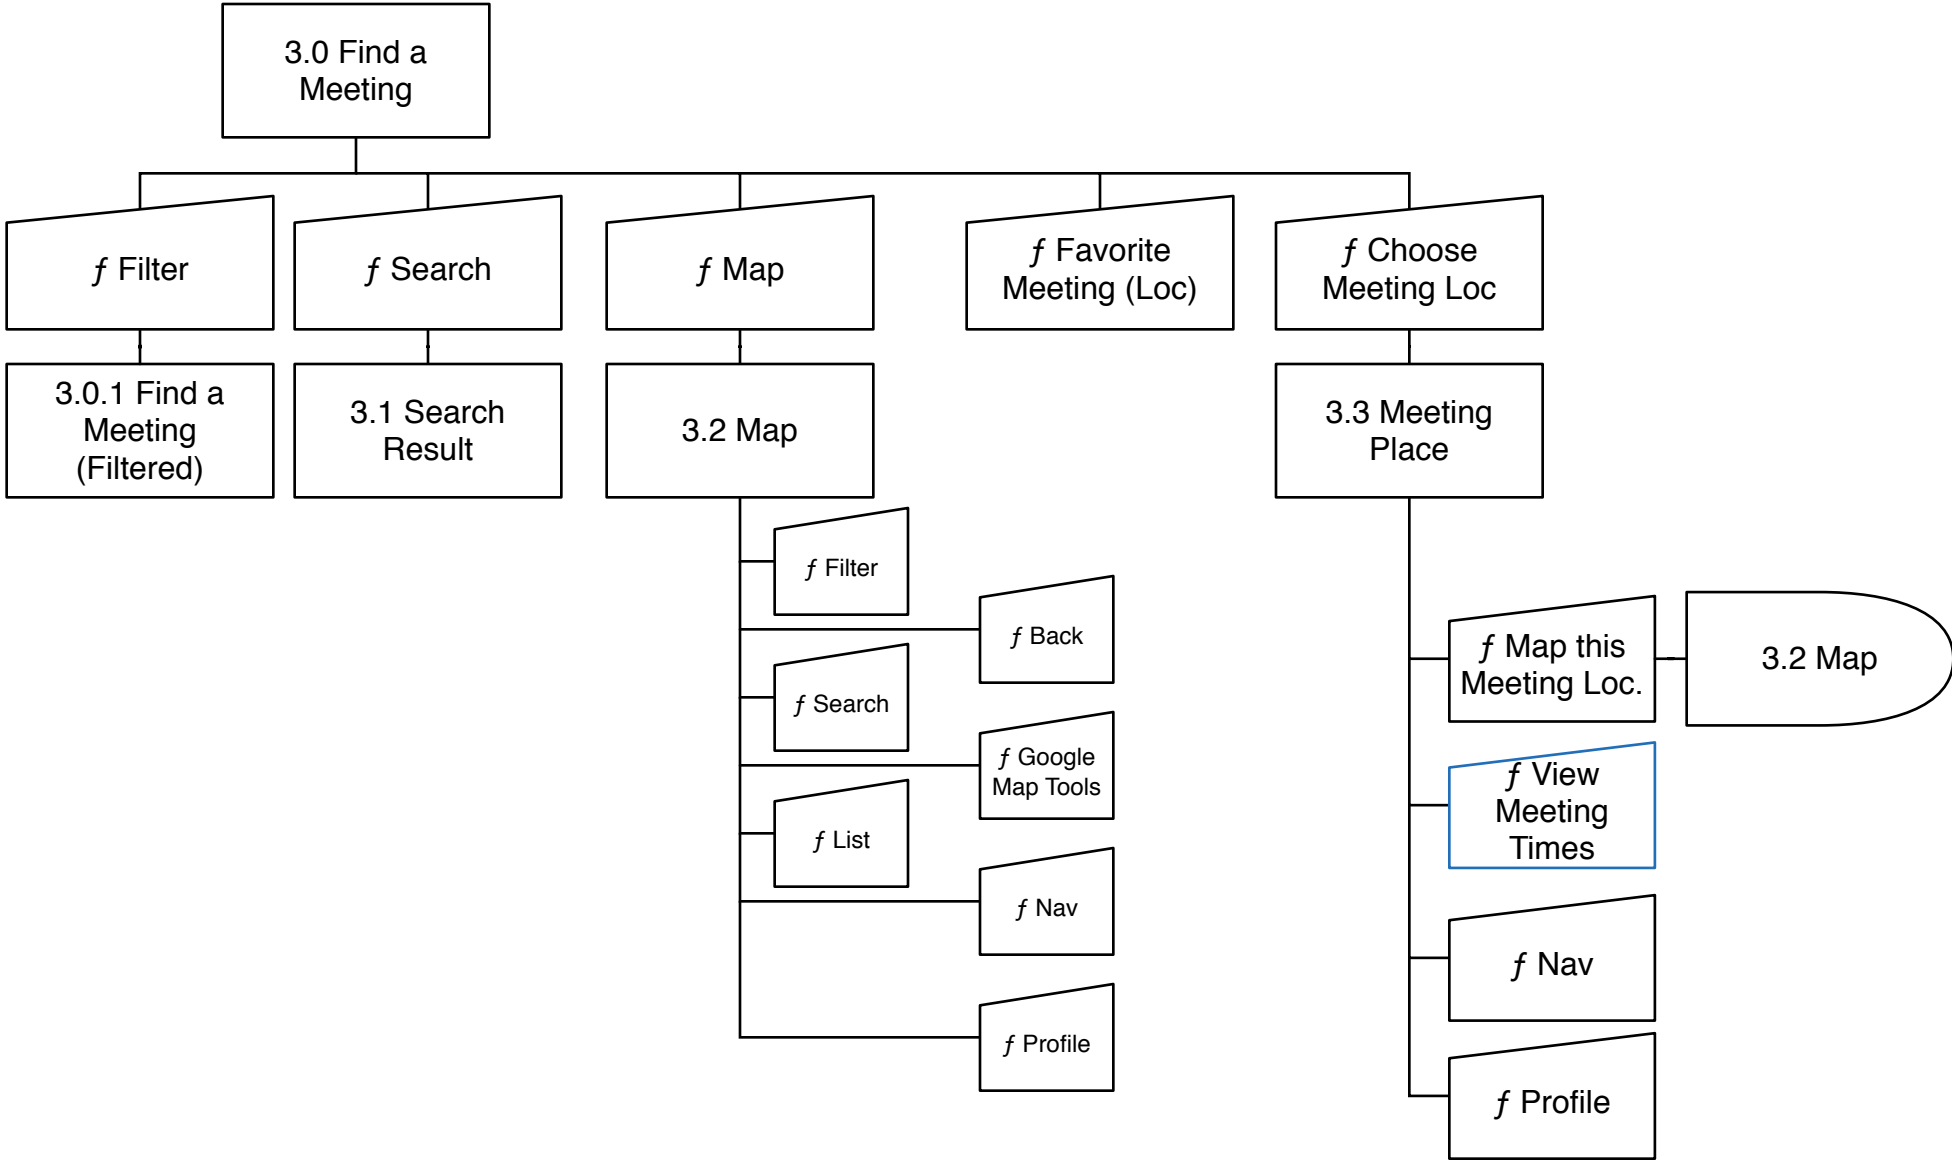 3.0 Find a
Meeting
ƒ Filter
ƒ Search
ƒ Map
ƒ Favorite
Meeting (Loc)
ƒ Choose
Meeting Loc
3.0.1 Find a
Meeting
(Filtered)
3.1 Search
Result
3.2 Map
3.3 Meeting
Place
ƒ Filter
ƒ Back
ƒ Search
ƒ Google
Map Tools
ƒ List
ƒ Nav
ƒ Profile
ƒ Map this
Meeting Loc.
3.2 Map
ƒ View
Meeting
Times
ƒ Nav
ƒ Profile